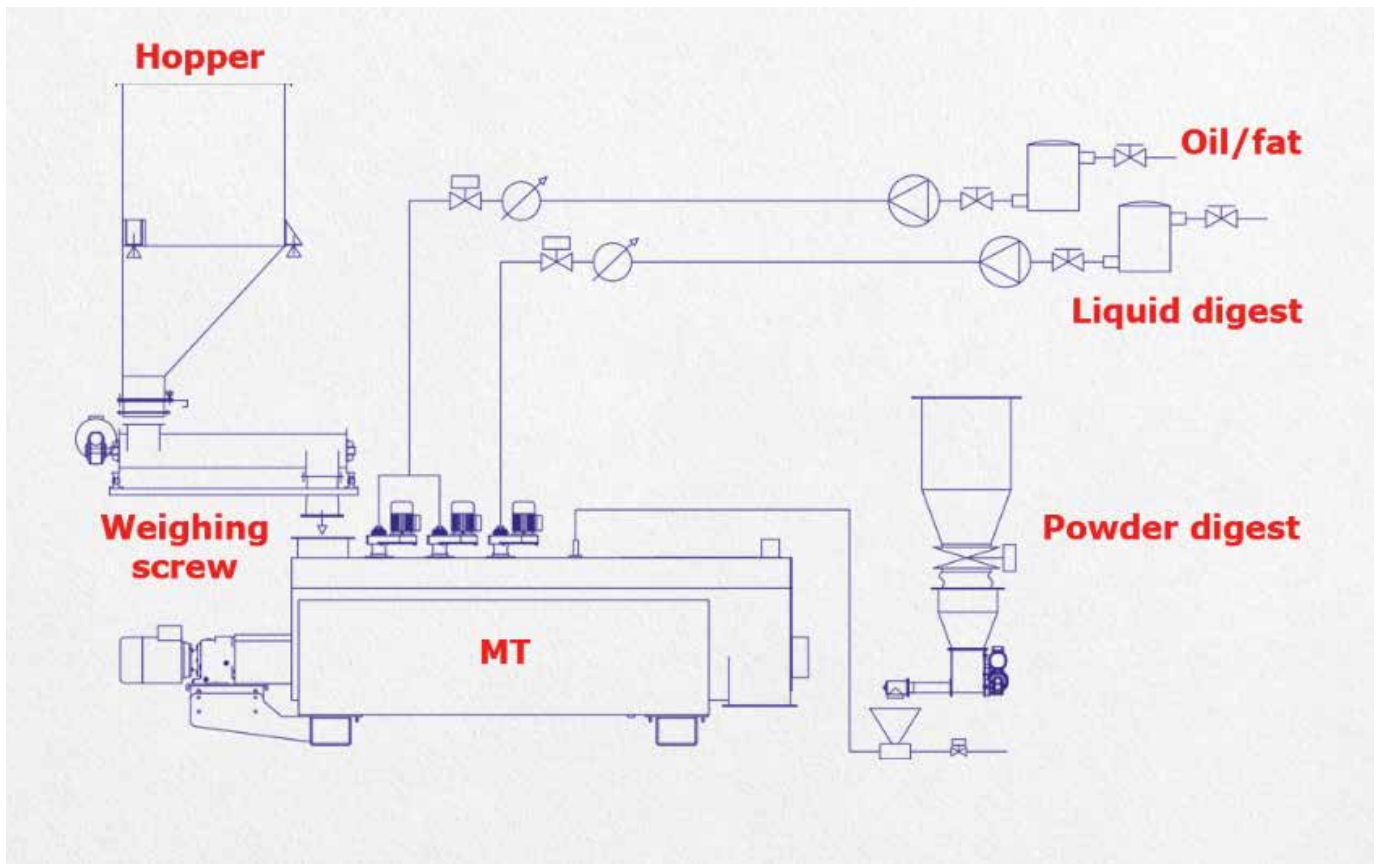 Hopper
Oil/fat
Liquid digest
Powder digest
Weighing
screw
MT